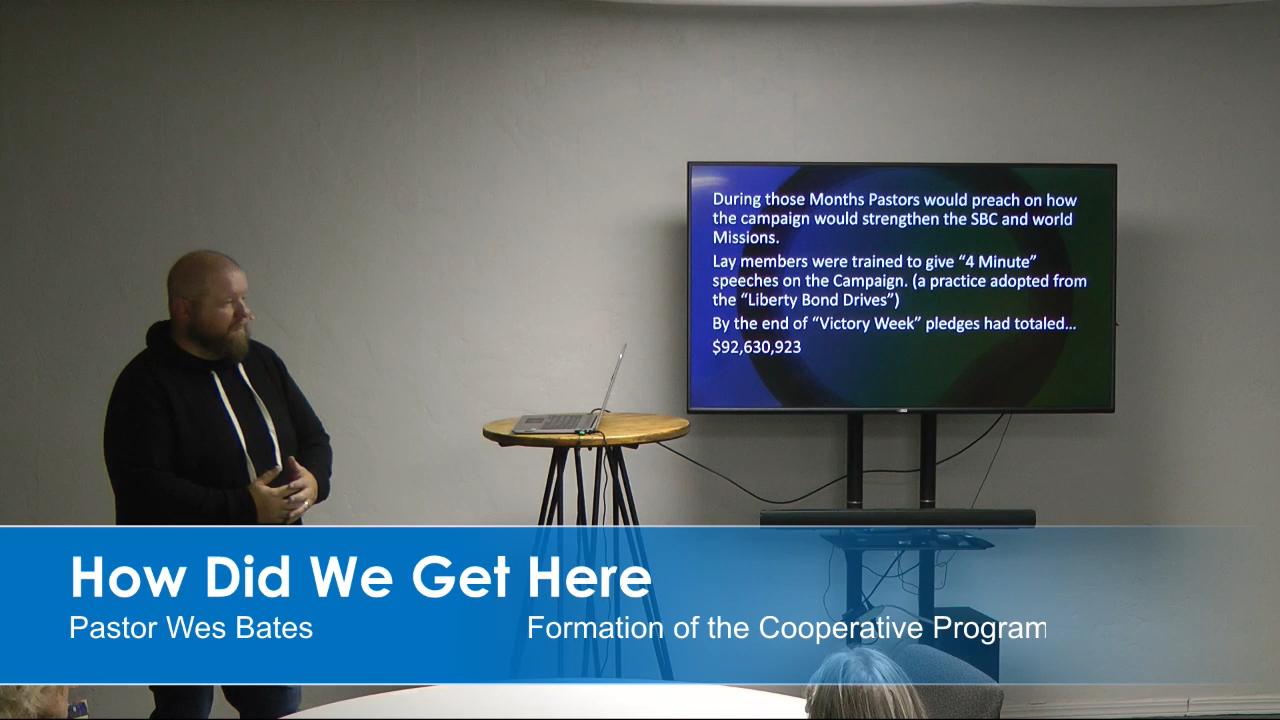 During those Months Pastors would preach on how
the campaign would strengthen the SBC and world
Missions.
Lay members were trained to give “4 Minute”
speeches on the Campaign. (a practice adopted from
the “Liberty Bond Drives”)
By the end of “Victory Week” pledges had totaled...
$92,630,923
How Did We Get Here
Pastor Wes Bates
Formation of the Cooperative Program